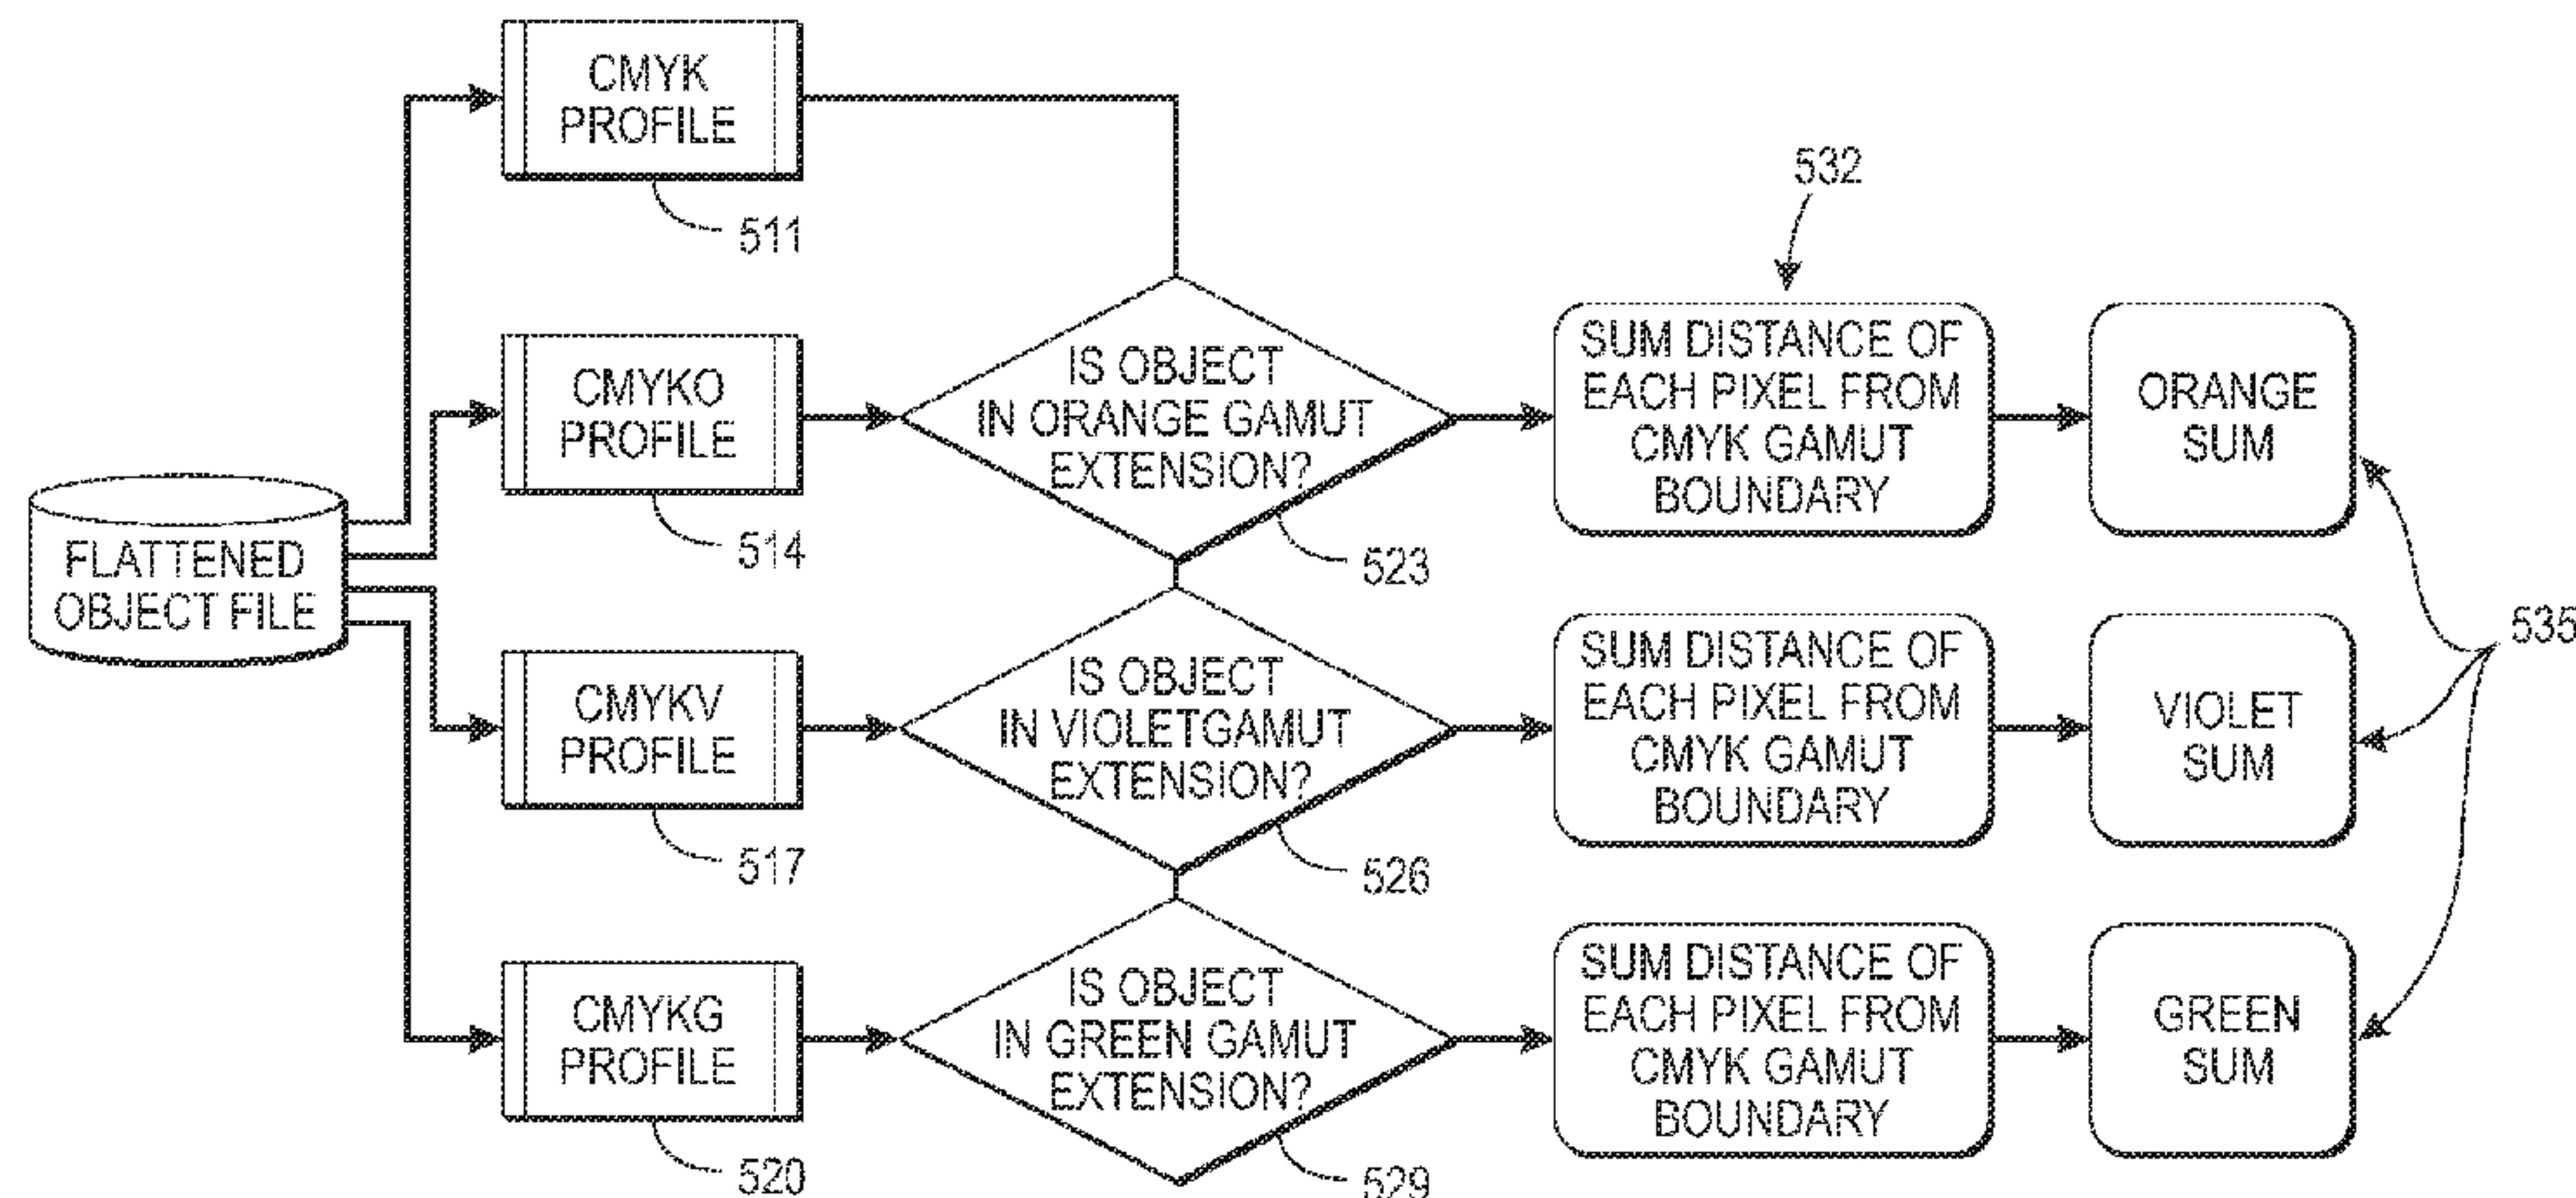 CMYK
PROFILE
511
532
CMYKO
PROFILE
514
IS OBJECT
IN ORANGE GAMUT
EXTENSION?
523
SUM DISTANCE OF
EACH PIXEL FROM
CMYK GAMUT
BOUNDARY
ORANGE
SUM
FLATTENED
OBJECT FILE
535
CMYKV
PROFILE
517
IS OBJECT
IN VIOLETGAMUT
EXTENSION?
526
SUM DISTANCE OF
EACH PIXEL FROM
CMYK GAMUT
BOUNDARY
VIOLET
SUM
CMYKG
PROFILE
520
IS OBJECT
IN GREEN GAMUT
EXTENSION?
529
SUM DISTANCE OF
EACH PIXEL FROM
CMYK GAMUT
BOUNDARY
GREEN
SUM